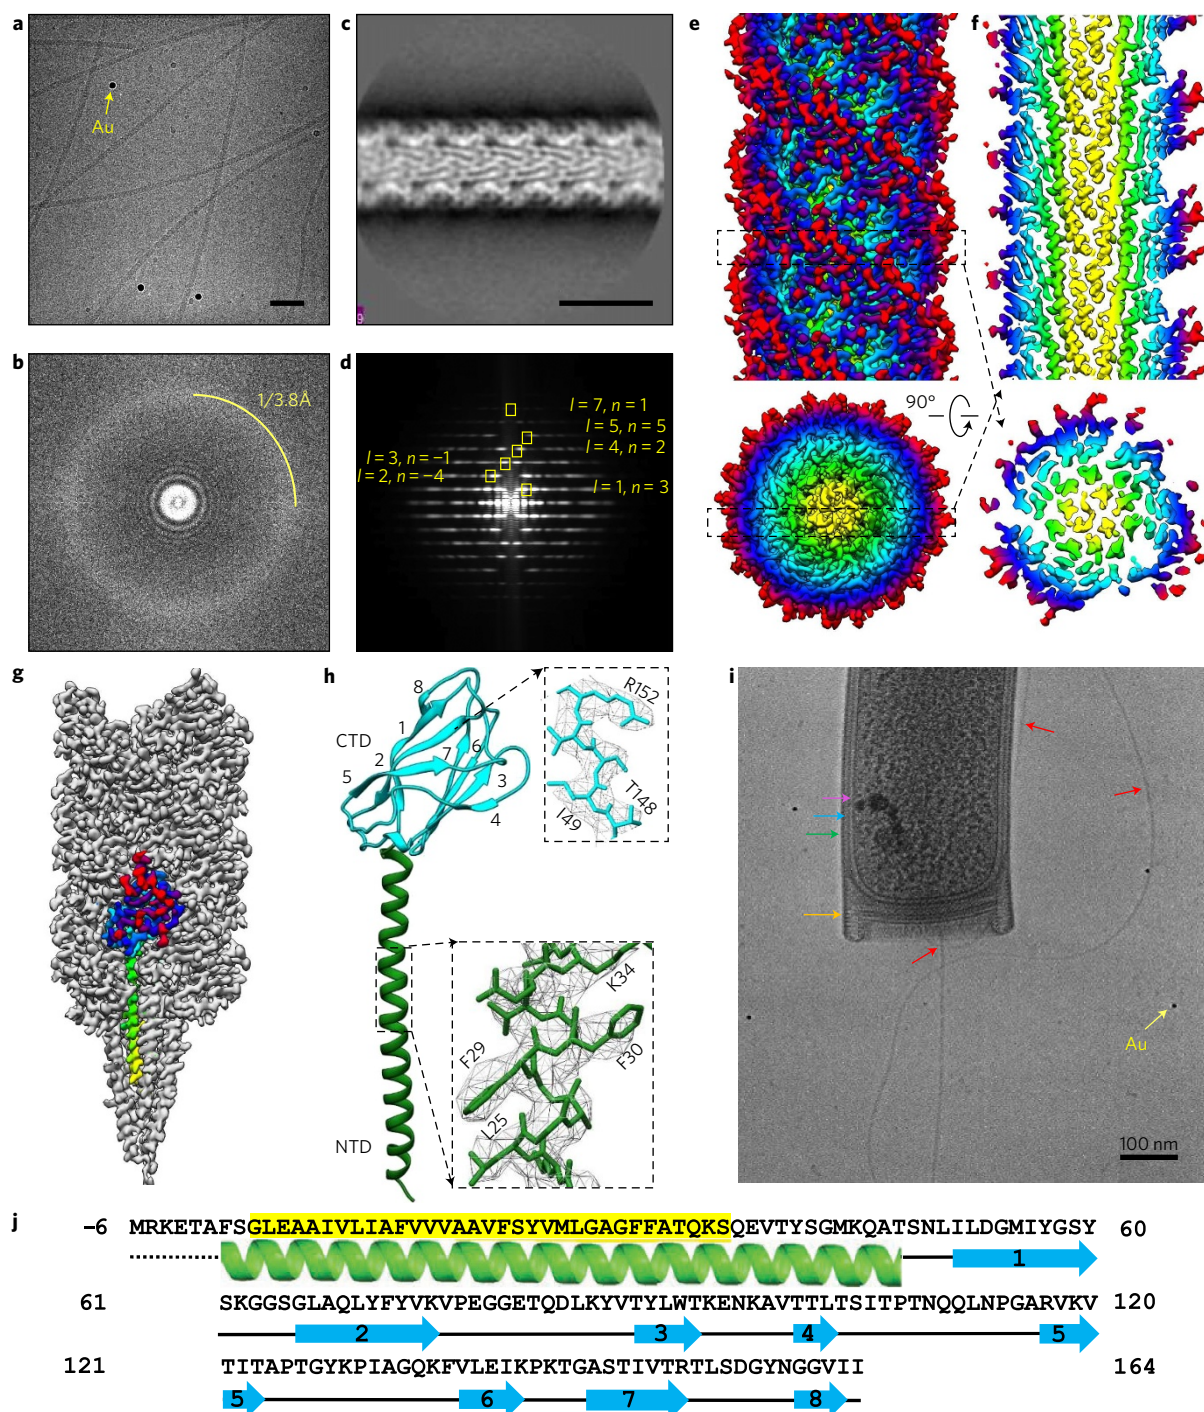 a
Au
b
1/3.8Å
c
d
l = 7, n = 1
l = 5, n = 5
l = 4, n = 2
l = 3, n = −1
l = 2, n = −4
l = 1, n = 3
e
f
90°
g
h
8
1
CTD
2
7
6
5
3
4
R152
T148
I49
K34
F29
F30
L25
NTD
i
Au
100 nm
j
−6 MRKETAFSGLEAAIVLIAFVVVAAVFSYVMLGAGFFATQKSQEVTYSGMKQATSNLILDGMIYGSY 60
1
61 SKGGSGLAQLYFYVKVPEGGETQDLKYVTYLWTKENKAVTTLTSITPTNQQLNPGARVKV 120
2 3 4 5
121 TITAPTGYKPIAGQKFVLEIKPKTGASTIVTRTLSDGYNGGVII 164
5 6 7 8